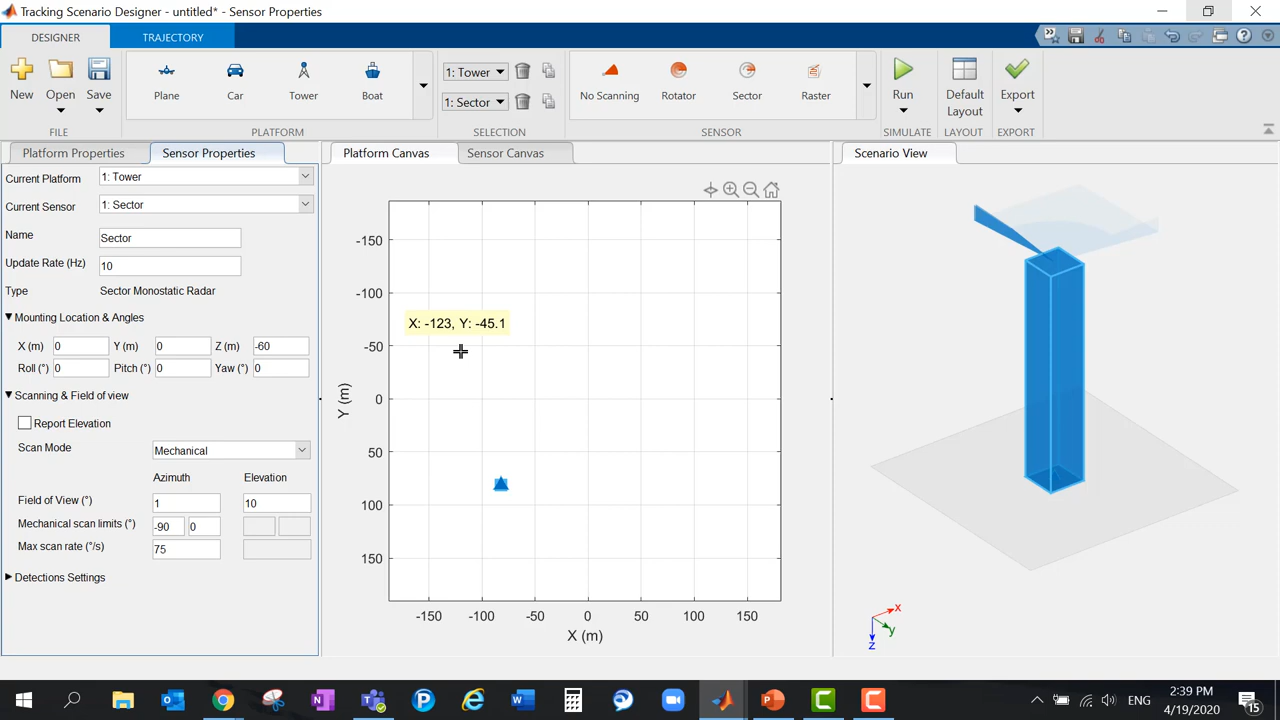 Tracking Scenario Designer - untitled* - Sensor Properties
DESIGNER TRAJECTORY
New Open Save
Plane Car Tower Boat
1: Tower
1: Sector
No Scanning Rotator Sector Raster
Run
Default Layout
Export
FILE PLATFORM SELECTION SENSOR SIMULATE LAYOUT EXPORT
Platform Properties Sensor Properties
Platform Canvas Sensor Canvas
Scenario View
Current Platform 1: Tower
Current Sensor 1: Sector
Name Sector
Update Rate (Hz) 10
Type Sector Monostatic Radar
Mounting Location & Angles
X (m) 0 Y (m) 0 Z (m) -60
Roll (°) 0 Pitch (°) 0 Yaw (°) 0
Scanning & Field of view
Report Elevation
Scan Mode Mechanical
Azimuth Elevation
Field of View (°) 1 10
Mechanical scan limits (°) -90 0
Max scan rate (°/s) 75
Detections Settings
-150
-100
X: -123, Y: -45.1
-50
0
50
100
150
Y (m)
-150 -100 -50 0 50 100 150
X (m)
x
y
z
ENG
2:39 PM
4/19/2020
15